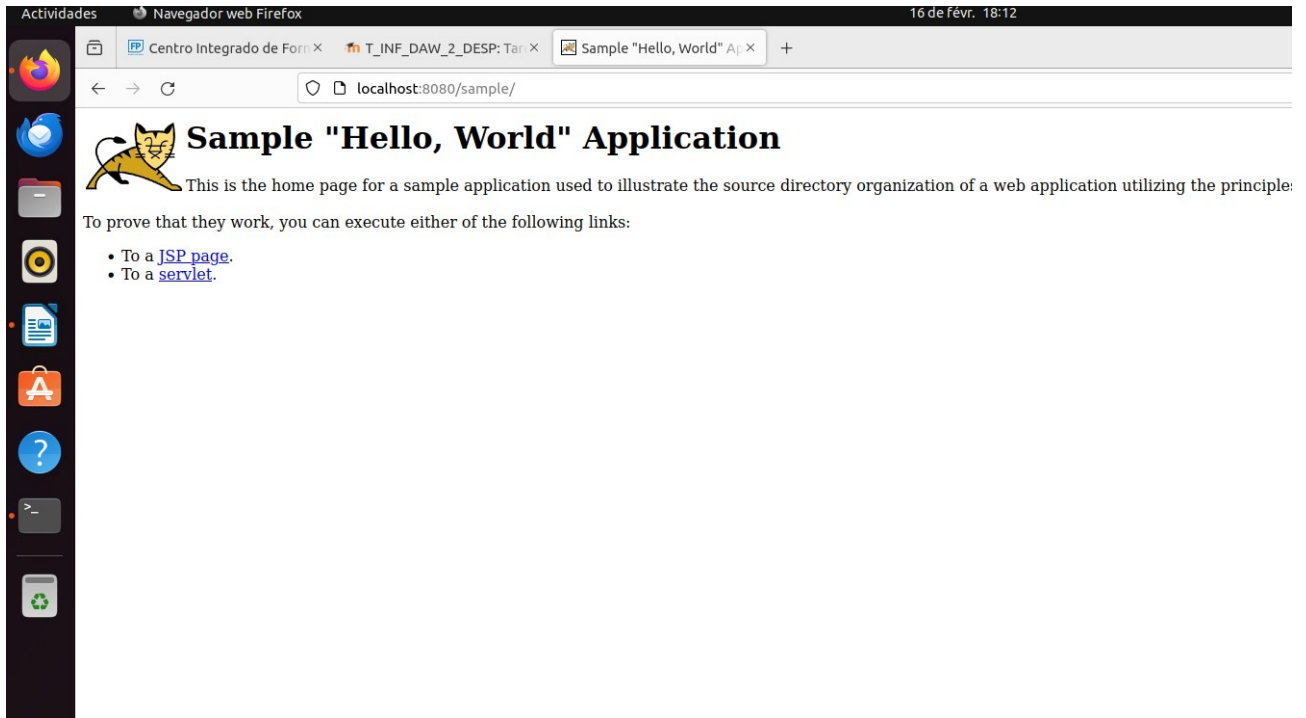 Actividades Navegador web Firefox 16 de févr. 18:12
FP Centro Integrado de Form T_INF_DAW_2_DESP: Tar Sample "Hello, World" Ap
localhost:8080/sample/
Sample "Hello, World" Application
This is the home page for a sample application used to illustrate the source directory organization of a web application utilizing the principles
To prove that they work, you can execute either of the following links:
• To a JSP page.
• To a servlet.